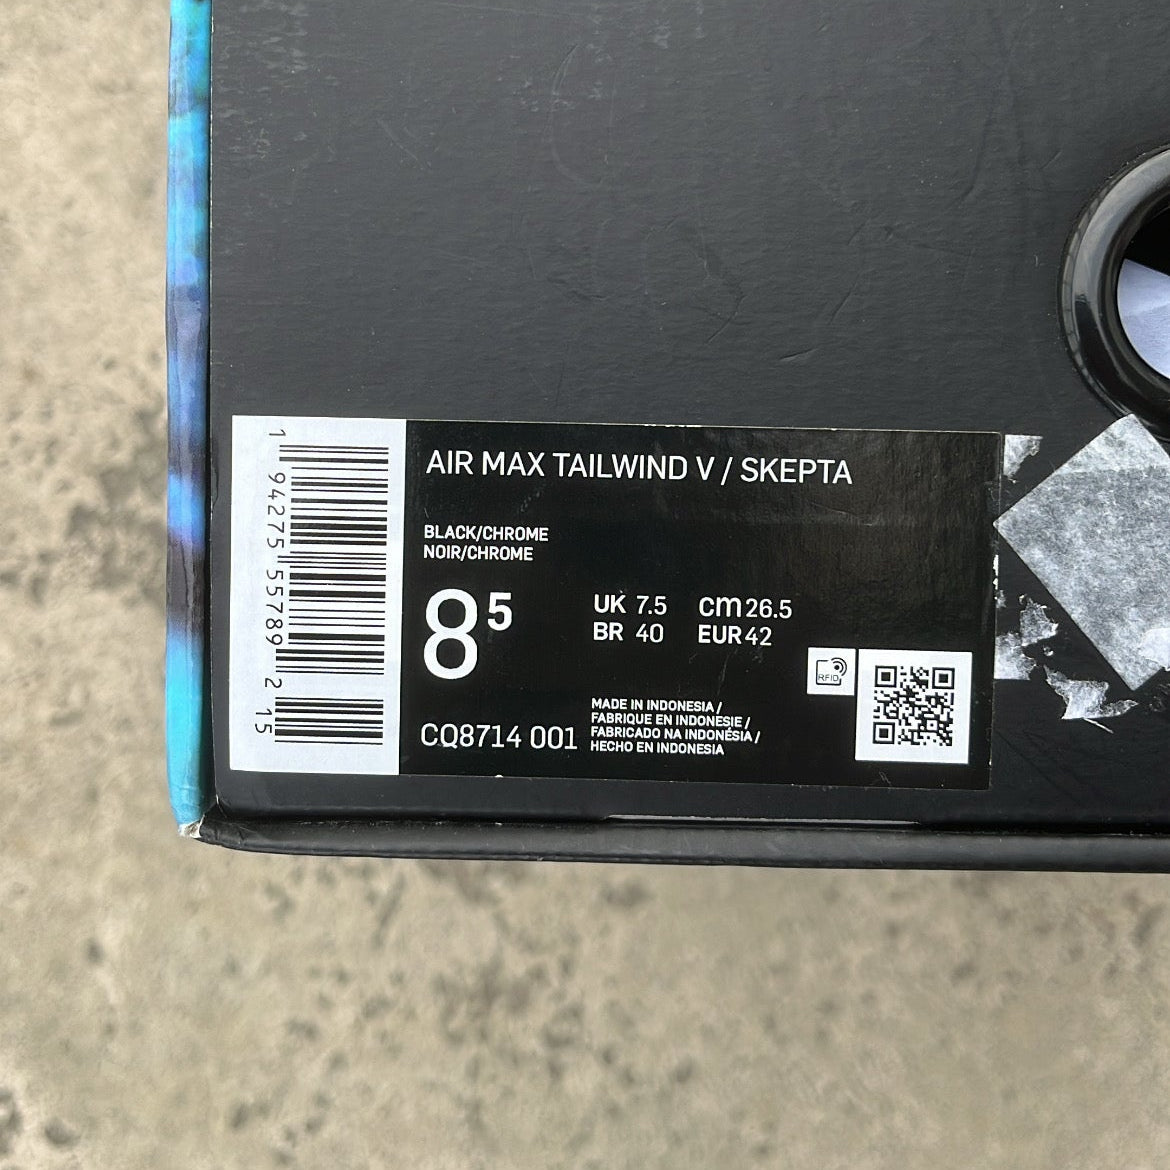 AIR MAX TAILWIND V / SKEPTA
BLACK/CHROME
NOIR/CHROME
8 5
UK 7.5 cm 26.5
BR 40 EUR 42
CQ8714 001
MADE IN INDONESIA /
FABRIQUE EN INDONESIE /
FABRICADO NA INDONÉSIA /
HECHO EN INDONESIA
RFID
1 94275 55789 2 15